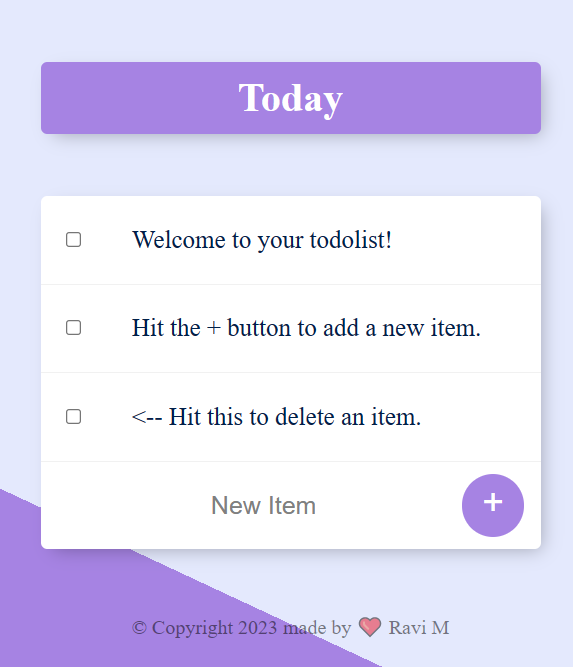 Today
Welcome to your todolist!
Hit the + button to add a new item.
<-- Hit this to delete an item.
New Item
+
© Copyright 2023 made by 💖 Ravi M